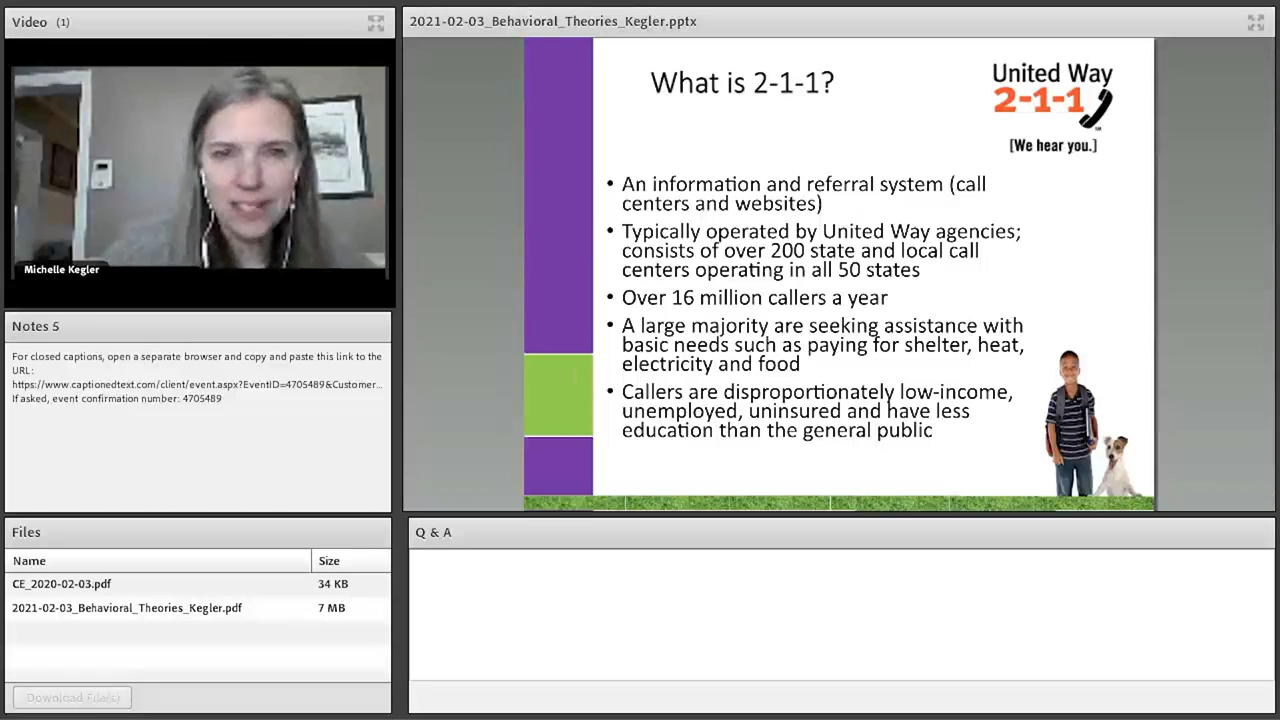 Video (1)
Michelle Kegler
Notes 5
For closed captions, open a separate browser and copy and paste this link to the
URL:
https://www.captionedtext.com/client/event.aspx?EventID=4705489&Customer...
If asked, event confirmation number: 4705489
Files
Name Size
CE_2020-02-03.pdf 34 KB
2021-02-03_Behavioral_Theories_Kegler.pdf 7 MB
Download File(s)
2021-02-03_Behavioral_Theories_Kegler.pptx
What is 2-1-1?
United Way
2-1-1
SM
[We hear you.]
• An information and referral system (call
centers and websites)
• Typically operated by United Way agencies;
consists of over 200 state and local call
centers operating in all 50 states
• Over 16 million callers a year
• A large majority are seeking assistance with
basic needs such as paying for shelter, heat,
electricity and food
• Callers are disproportionately low-income,
unemployed, uninsured and have less
education than the general public
Q & A